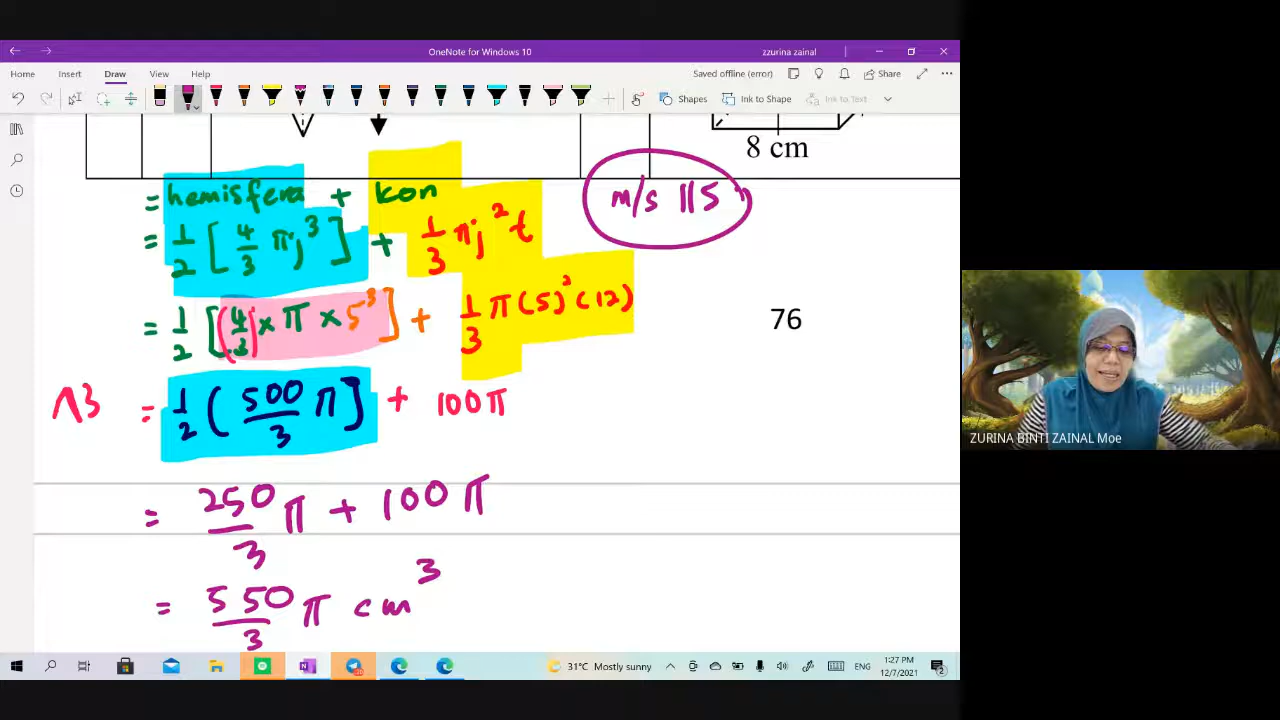 OneNote for Windows 10
zzurina zainal
Home Insert Draw View Help
Saved offline (error) Share
Shapes Ink to Shape Ink to Text
8 cm
= hemisfera + kon
m/s 115
= 1/2 [4/3 πj³] + 1/3 πj²t
= 1/2 [(4/3) × π × 5³] + 1/3 π(5)²(12)
76
= 1/2 (500/3 π] + 100π
ZURINA BINTI ZAINAL Moe
= 250/3 π + 100π
= 550/3 π cm³
31°C Mostly sunny
ENG
1:27 PM
12/7/2021
2